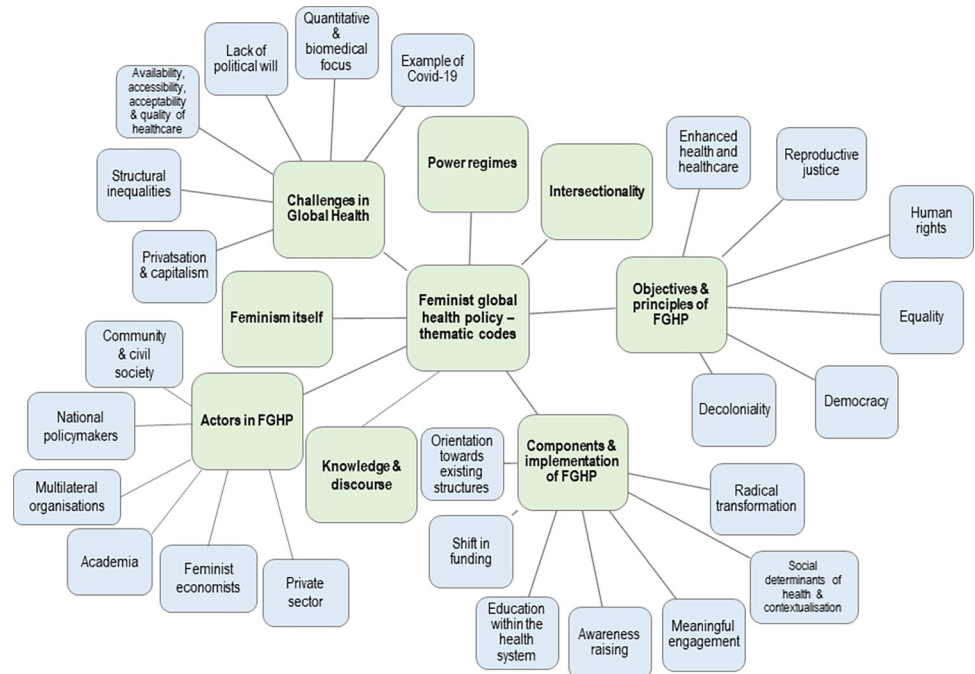 Quantitative
&
biomedical
focus
Lack of
political will
Example of
Covid-19
Availability,
accessibility,
acceptability
& quality of
healthcare
Structural
inequalities
Privatsation
& capitalism
Challenges in
Global Health
Power regimes
Intersectionality
Enhanced
health and
healthcare
Reproductive
justice
Human
rights
Equality
Democracy
Decoloniality
Objectives &
principles of
FGHP
Feminist global
health policy –
thematic codes
Feminism itself
Community
& civil
society
National
policymakers
Multilateral
organisations
Academia
Feminist
economists
Private
sector
Actors in FGHP
Knowledge &
discourse
Components &
implementation
of FGHP
Orientation
towards
existing
structures
Shift in
funding
Education
within the
health
system
Awareness
raising
Meaningful
engagement
Social
determinants of
health &
contextualisation
Radical
transformation